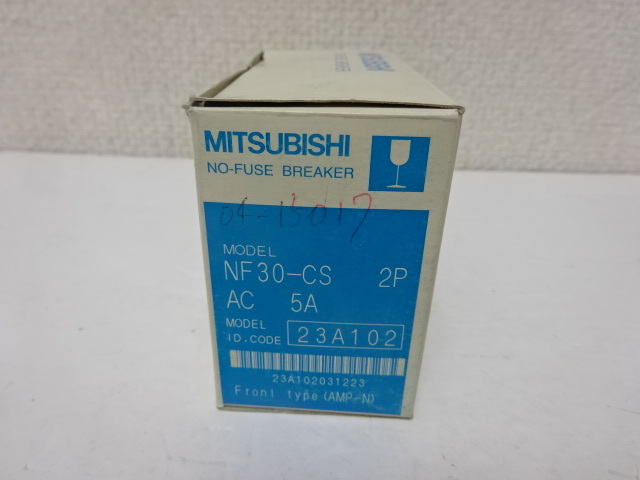 MITSUBISHI
NO-FUSE BREAKER
04-15017
MODEL
NF30-CS 2P
AC 5A
MODEL
ID.CODE 23A102
23A102031223
Front type (AMP-N)